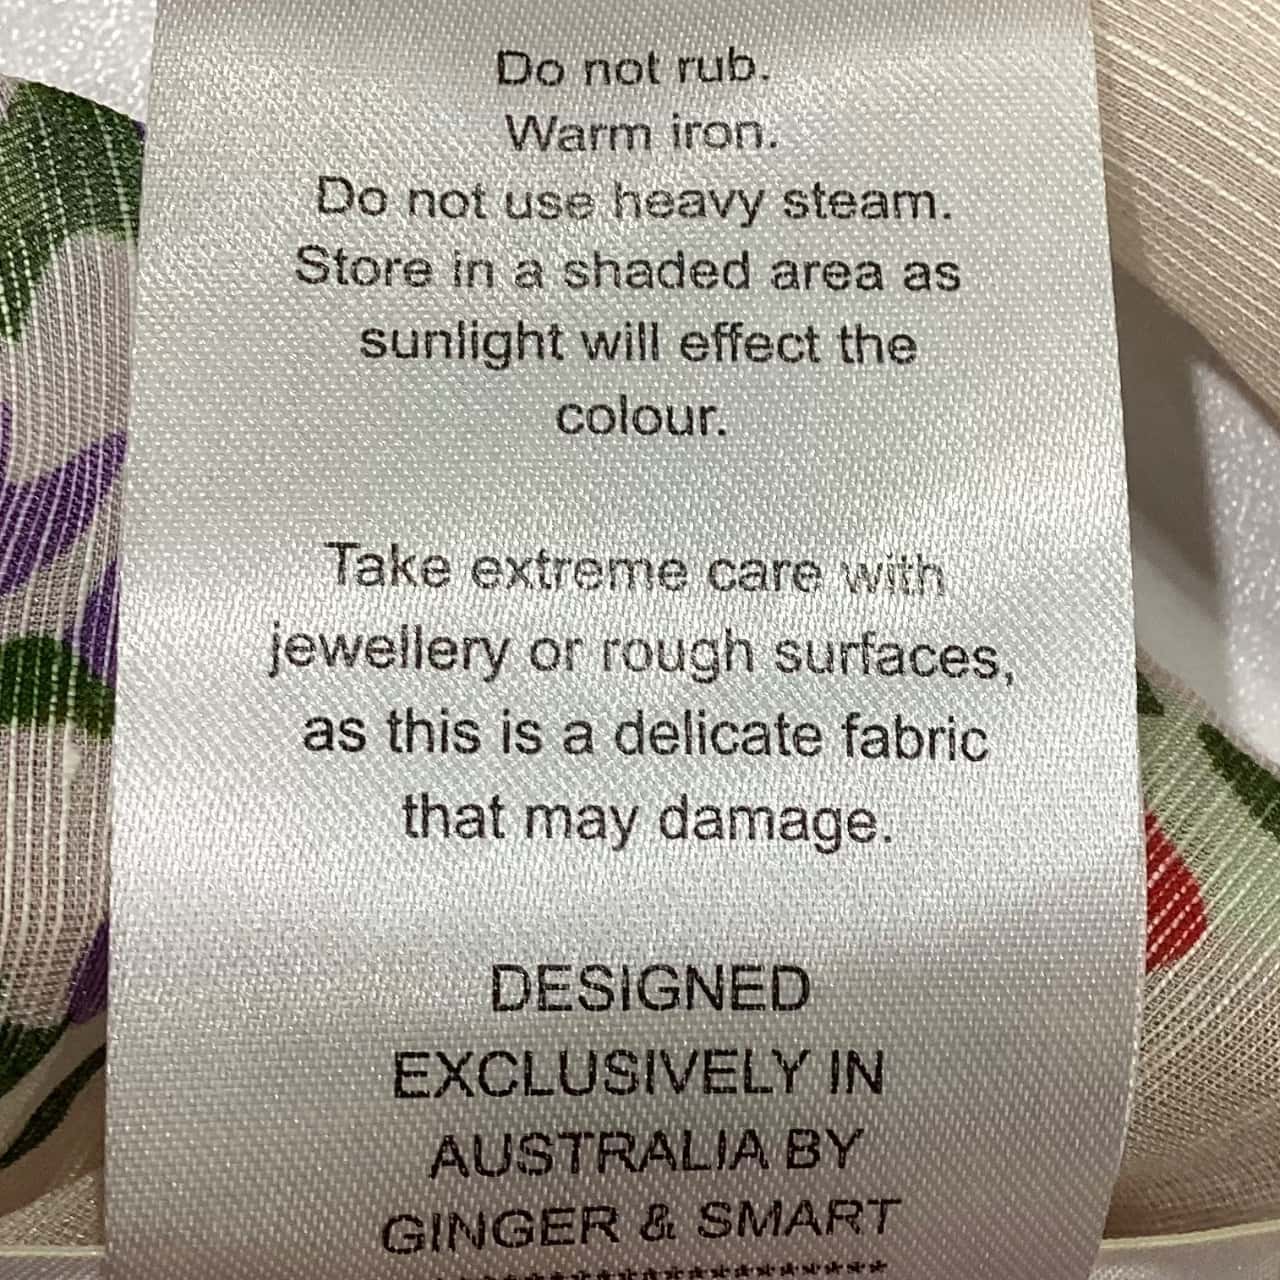 Do not rub.
Warm iron.
Do not use heavy steam.
Store in a shaded area as
sunlight will effect the
colour.
Take extreme care with
jewellery or rough surfaces,
as this is a delicate fabric
that may damage.
DESIGNED
EXCLUSIVELY IN
AUSTRALIA BY
GINGER & SMART